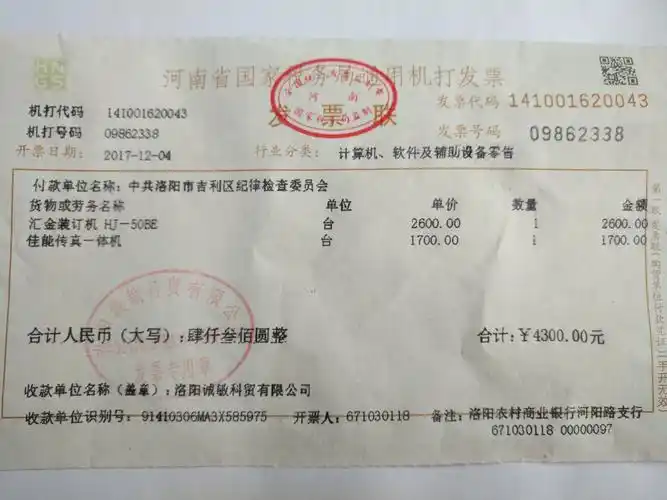 河南省国家税务局通用机打发票
发票联
机打代码 141001620043
发票代码 141001620043
机打号码 09862338
发票号码 09862338
开票日期: 2017-12-04 行业分类: 计算机、软件及辅助设备零售
付款单位名称: 中共洛阳市吉利区纪律检查委员会
货物或劳务名称 单位 单价 数量 金额
汇金装订机 HJ-50BE 台 2600.00 1 2600.00
佳能传真一体机 台 1700.00 1 1700.00
合计人民币（大写）:肆仟叁佰圆整 合计:￥4300.00元
发票专用章
收款单位名称（盖章）:洛阳诚敏科贸有限公司
收款单位识别号: 91410306MA3X585975 开票人: 671030118 备注: 洛阳农村商业银行河阳路支行
671030118 00000097